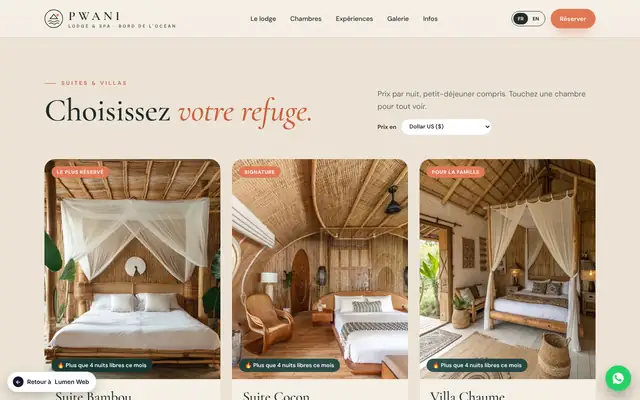 PWANI
LODGE & SPA · BORD DE L'OCÉAN
Le lodge
Chambres
Expériences
Galerie
Infos
FR
EN
Réserver
SUITES & VILLAS
Choisissez votre refuge.
Prix par nuit, petit-déjeuner compris. Touchez une chambre
pour tout voir.
Prix en
Dollar US ($)
LE PLUS RÉSERVÉ
SIGNATURE
POUR LA FAMILLE
🔥 Plus que 4 nuits libres ce mois
🔥 Plus que 4 nuits libres ce mois
🔥 Plus que 4 nuits libres ce mois
Retour à Lumen Web
Suite Bambou
Suite Cocon
Villa Chaume